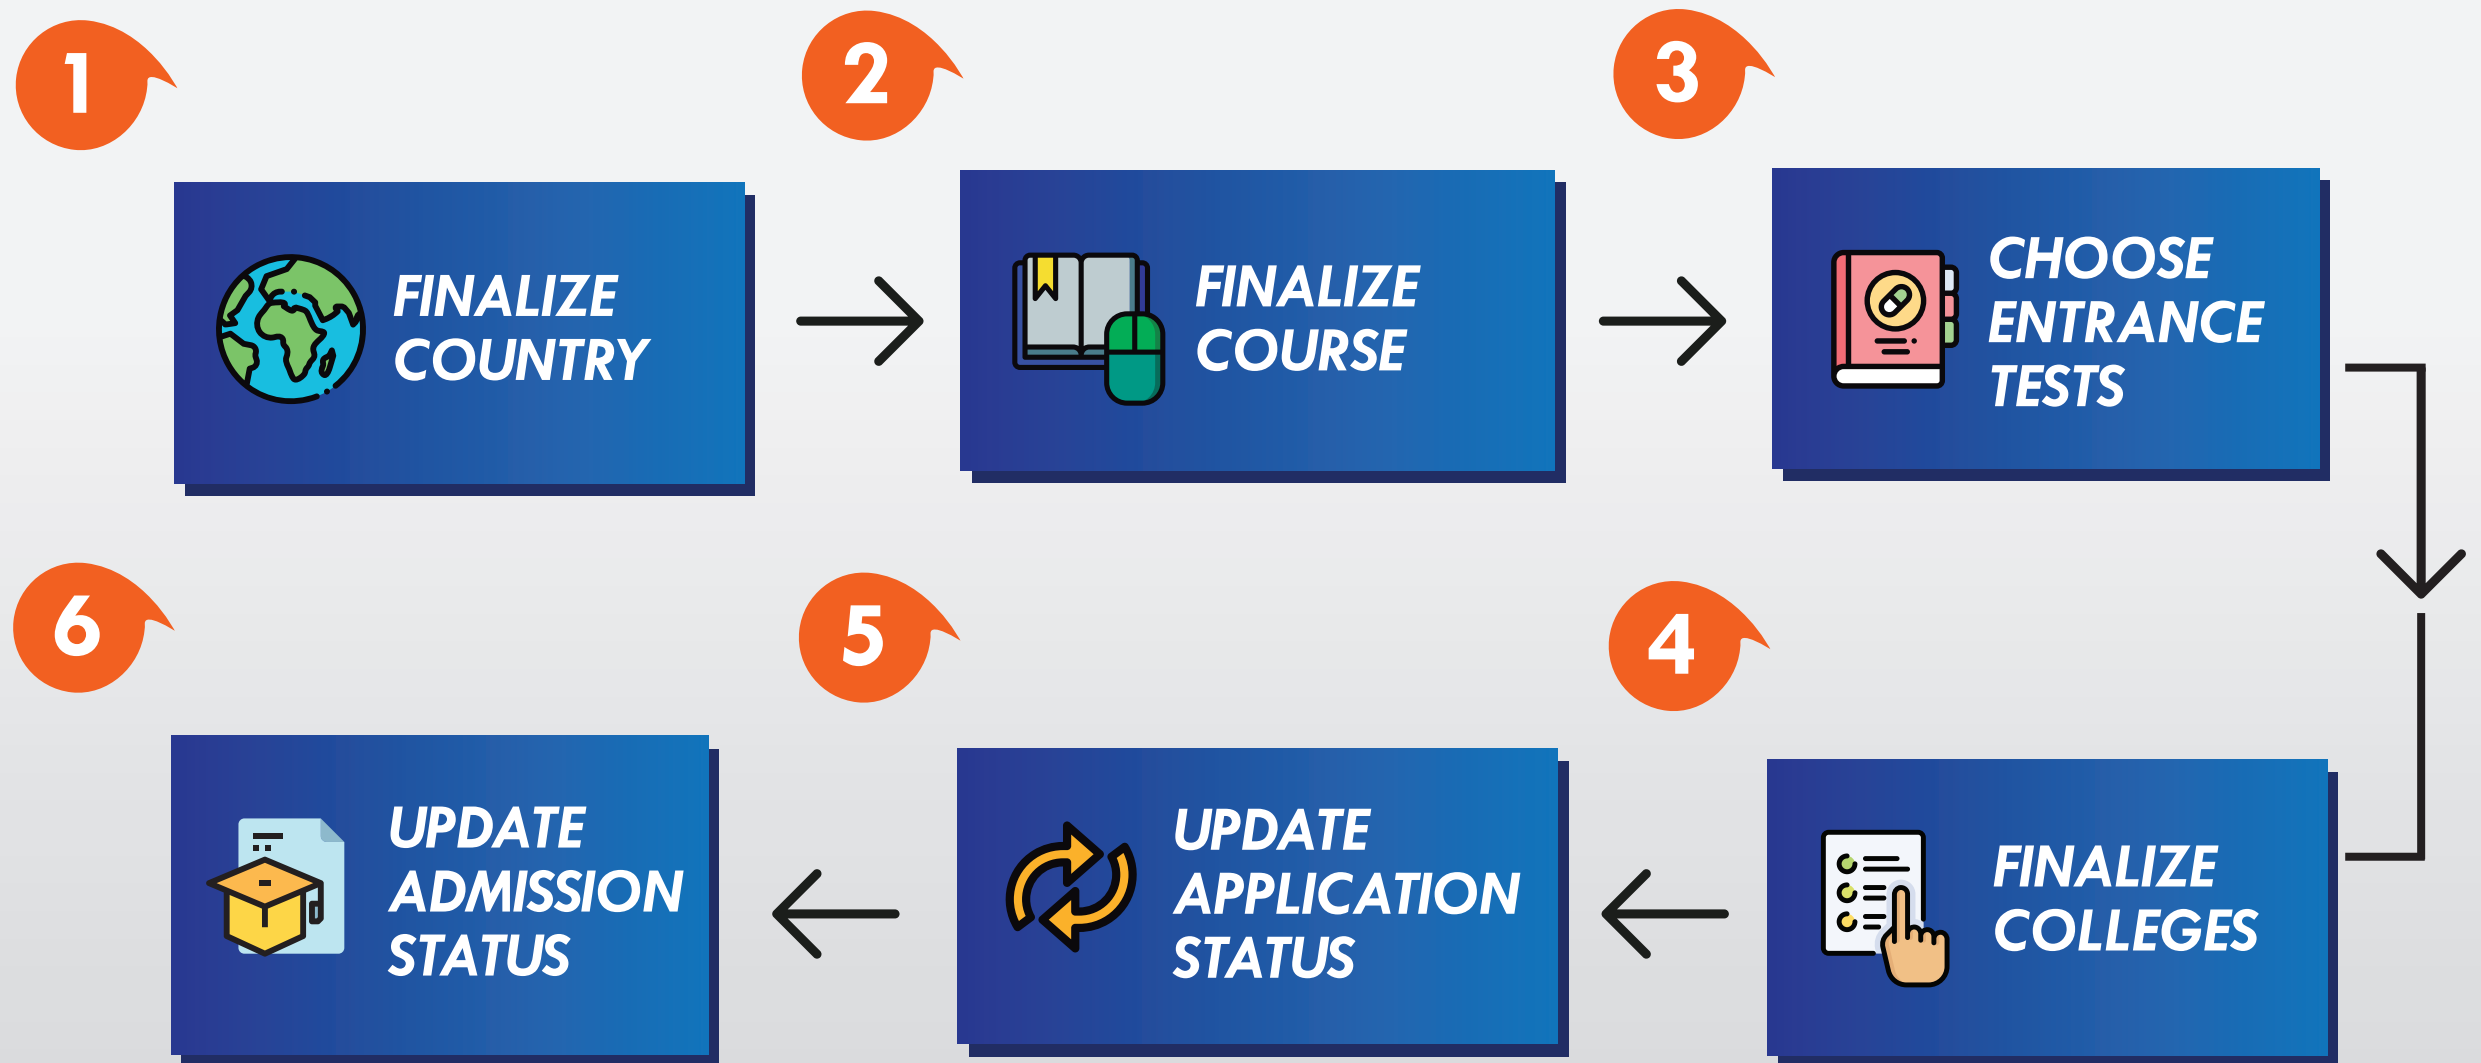 1
FINALIZE
COUNTRY
2
FINALIZE
COURSE
3
CHOOSE
ENTRANCE
TESTS
4
FINALIZE
COLLEGES
5
UPDATE
APPLICATION
STATUS
6
UPDATE
ADMISSION
STATUS